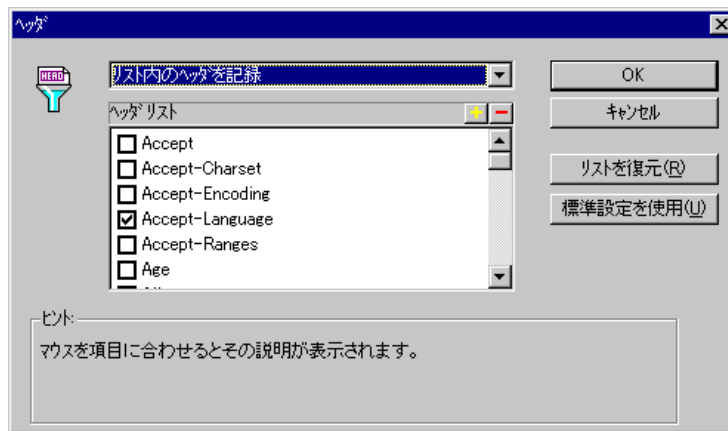 ヘッダ
HEAD
リスト内のヘッダを記録
ヘッダ リスト
Accept
Accept-Charset
Accept-Encoding
Accept-Language
Accept-Ranges
Age
OK
キャンセル
リストを復元(R)
標準設定を使用(U)
ヒント:
マウスを項目に合わせるとその説明が表示されます。